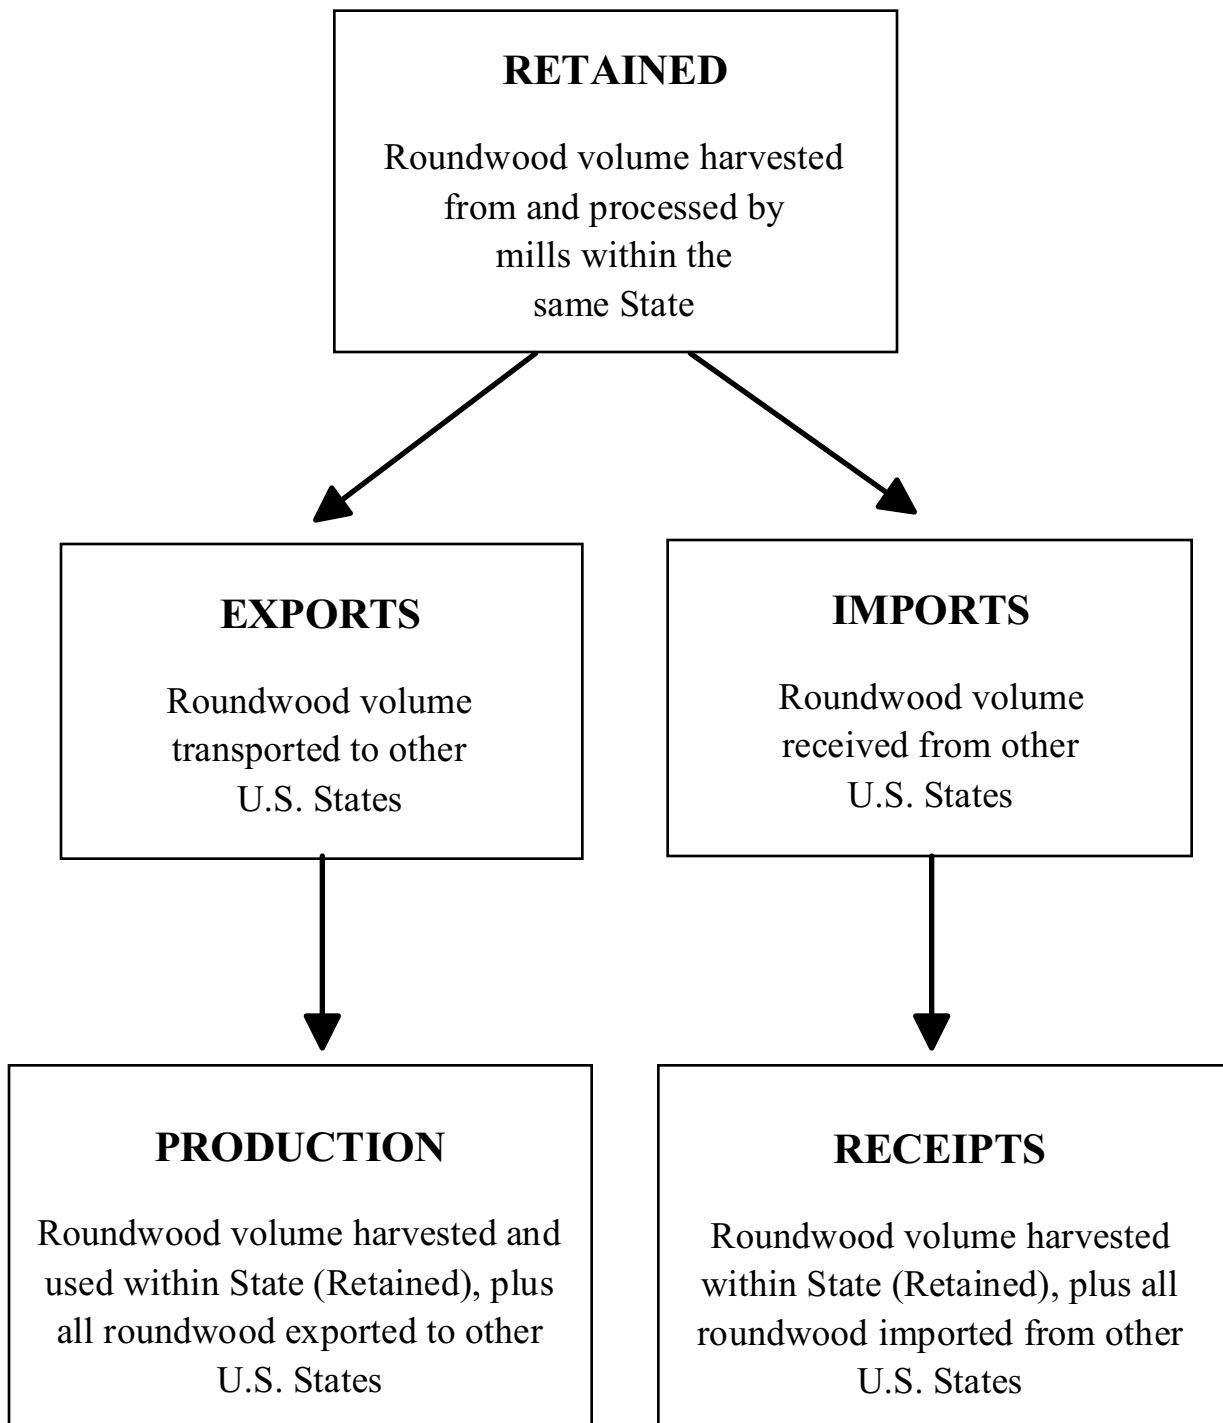 RETAINED
Roundwood volume harvested
from and processed by
mills within the
same State
EXPORTS
Roundwood volume
transported to other
U.S. States
IMPORTS
Roundwood volume
received from other
U.S. States
PRODUCTION
Roundwood volume harvested and
used within State (Retained), plus
all roundwood exported to other
U.S. States
RECEIPTS
Roundwood volume harvested
within State (Retained), plus all
roundwood imported from other
U.S. States